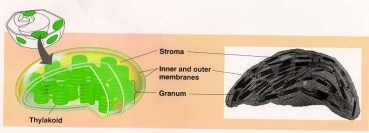 Stroma
Inner and outer
membranes
Granum
Thylakoid